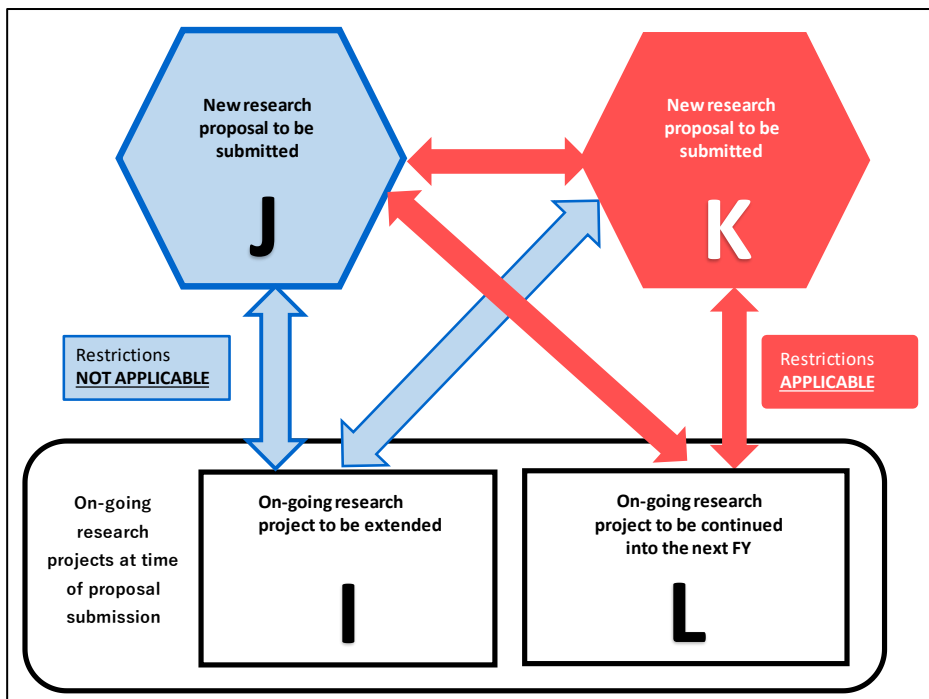 New research
proposal to be
submitted
J
New research
proposal to be
submitted
K
Restrictions
NOT APPLICABLE
Restrictions
APPLICABLE
On-going
research
projects at time
of proposal
submission
On-going research
project to be extended
I
On-going research
project to be continued
into the next FY
L